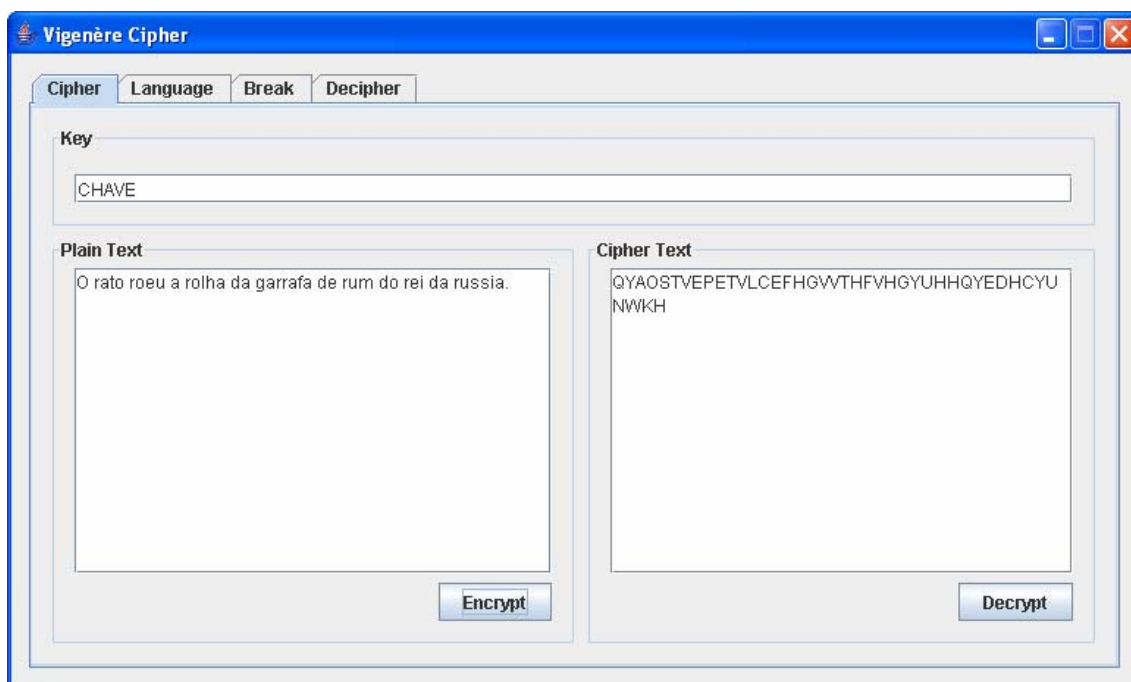 Vigenère Cipher
Cipher Language Break Decipher
Key
CHAVE
Plain Text
O rato roeu a rolha da garrafa de rum do rei da russia.
Encrypt
Cipher Text
QYAOSTVEPETVLCEFHGVVTHFVHGYUHHQYEDHCYU
NWKH
Decrypt